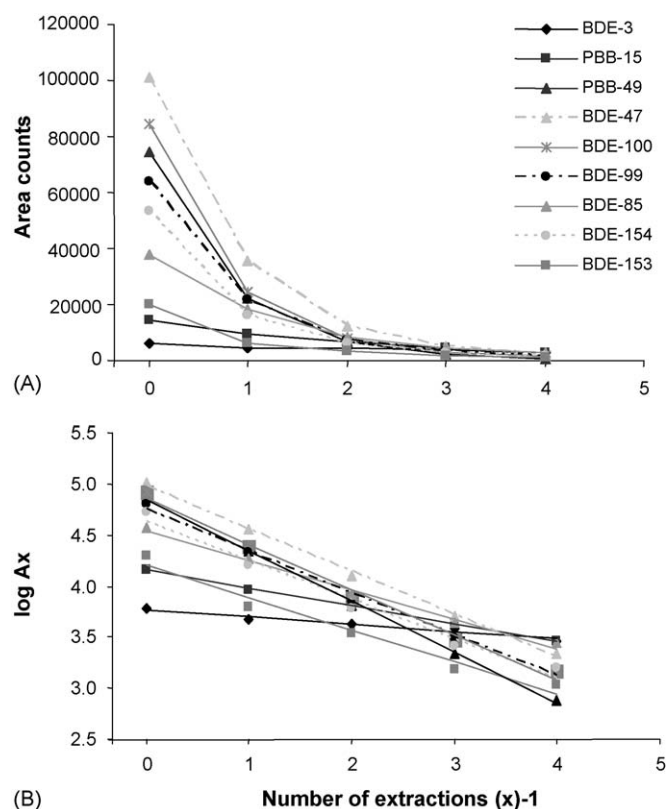 120000
100000
80000
60000
40000
20000
0
Area counts
BDE-3
PBB-15
PBB-49
BDE-47
BDE-100
BDE-99
BDE-85
BDE-154
BDE-153
0 1 2 3 4 5
(A)
5.5
5.0
4.5
4.0
3.5
3.0
2.5
log Ax
0 1 2 3 4 5
(B) Number of extractions (x)-1